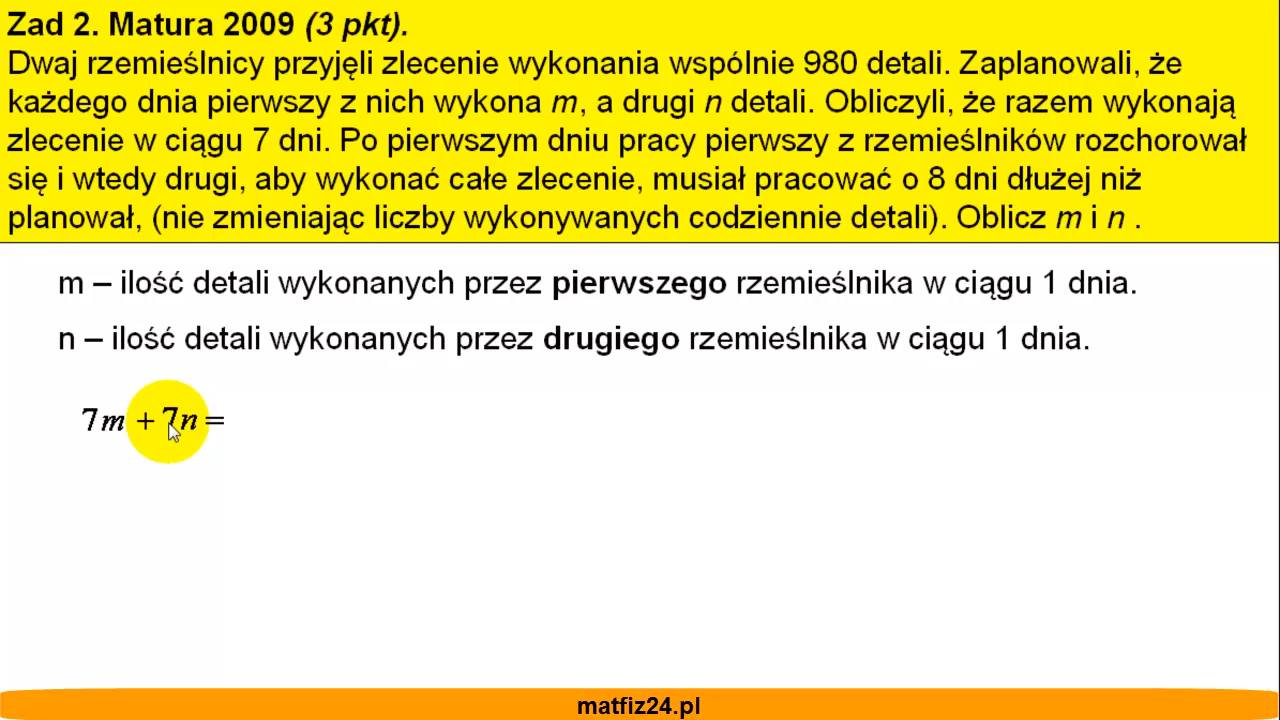 Zad 2. Matura 2009 (3 pkt).
Dwaj rzemieślnicy przyjęli zlecenie wykonania wspólnie 980 detali. Zaplanowali, że
każdego dnia pierwszy z nich wykona m, a drugi n detali. Obliczyli, że razem wykonają
zlecenie w ciągu 7 dni. Po pierwszym dniu pracy pierwszy z rzemieślników rozchorował
się i wtedy drugi, aby wykonać całe zlecenie, musiał pracować o 8 dni dłużej niż
planował, (nie zmieniając liczby wykonywanych codziennie detali). Oblicz m i n .
m – ilość detali wykonanych przez pierwszego rzemieślnika w ciągu 1 dnia.
n – ilość detali wykonanych przez drugiego rzemieślnika w ciągu 1 dnia.
7m + 7n =
matfiz24.pl